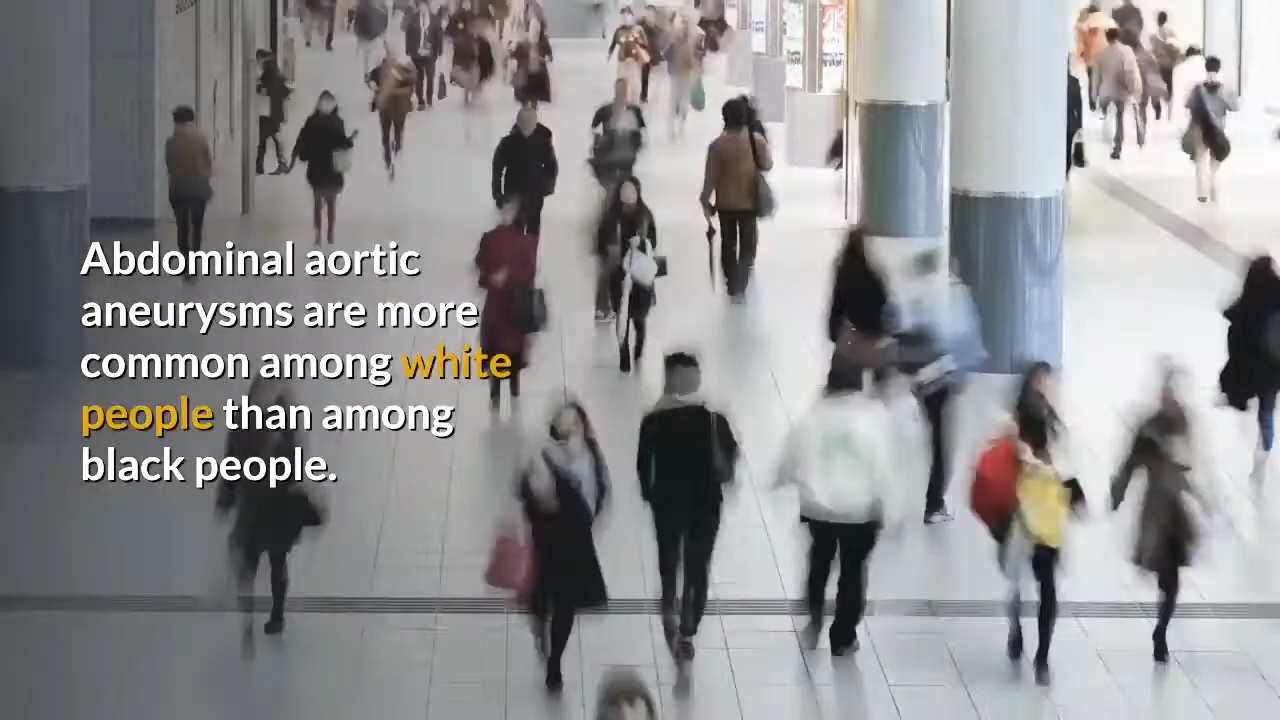 Abdominal aortic
aneurysms are more
common among white
people than among
black people.